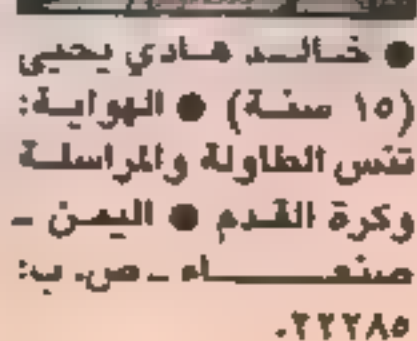 ● خالد هادي يحيى
(١٥ سنة) ● الهواية:
تنس الطاولة والمراسلة
وكرة القدم ● اليمن ـ
صنعاء ـ ص. ب:
٢٢٢٨٥.